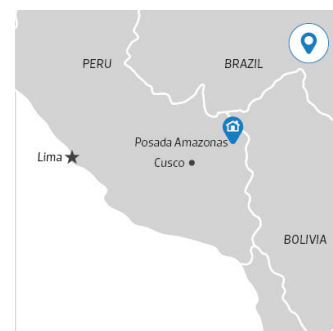 PERU
BRAZIL
Posada Amazonas
Lima
Cusco
BOLIVIA